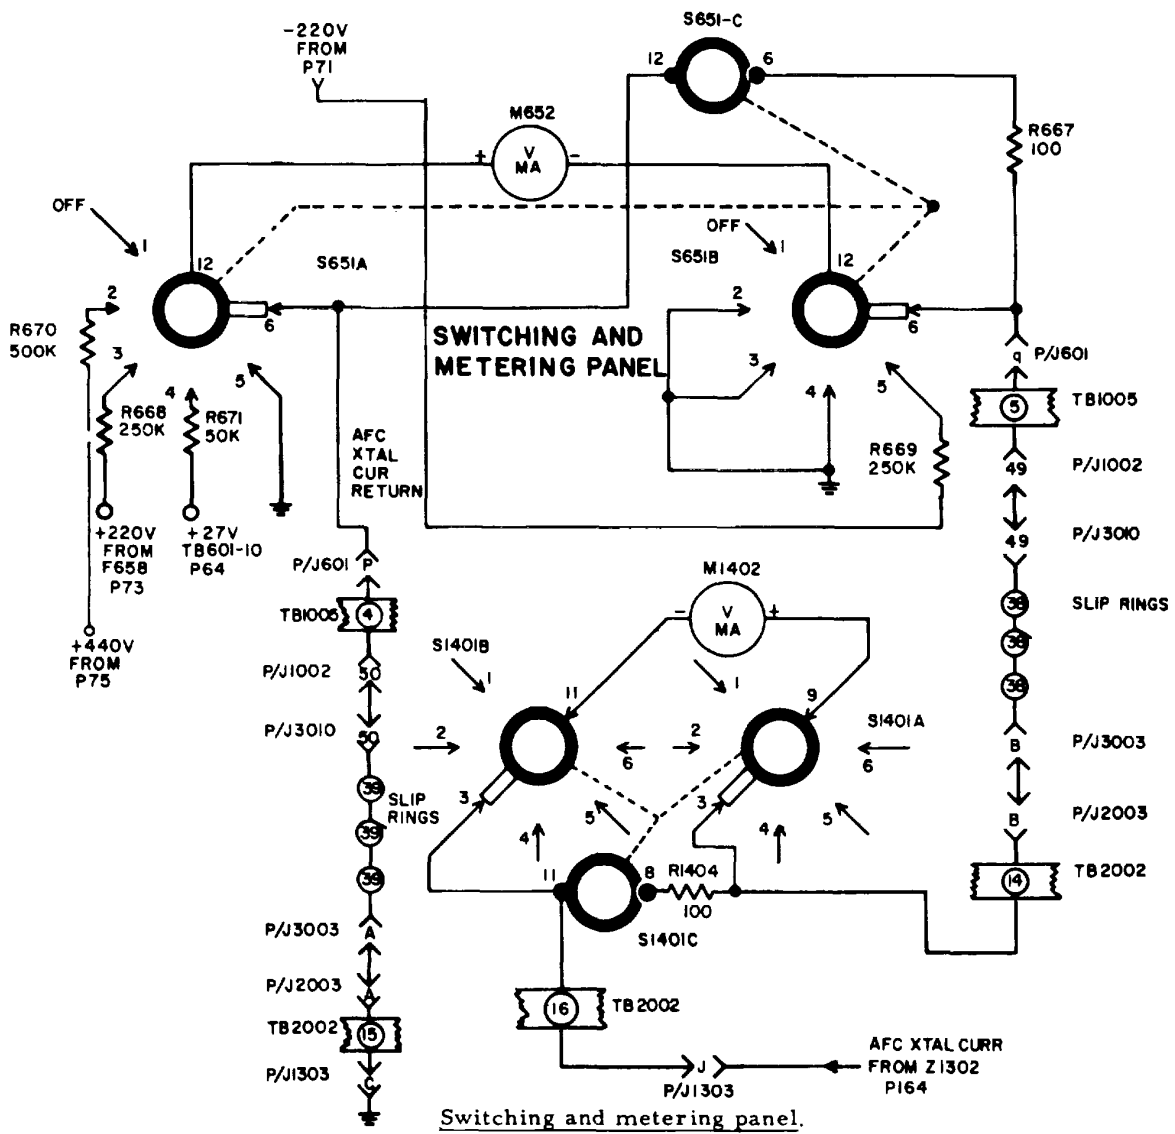 S651-C
-220V
FROM
P71
12
6
M652
+
V
MA
-
R667
100
OFF
1
12
S651A
2
6
R670
500K
3
4
5
R668
250K
R671
50K
+220V
FROM
F658
P73
+27V
TB601-10
P64
+440V
FROM
P75
SWITCHING AND
METERING PANEL
OFF
1
S651B
12
2
6
3
4
5
R669
250K
AFC
XTAL
CUR
RETURN
q
P/J601
5
TB1005
49
P/J1002
49
P/J3010
38
SLIP RINGS
38
38
B
P/J3003
B
P/J2003
14
TB2002
P/J601
P
TB1005
4
P/J1002
50
P/J3010
50
39
SLIP
RINGS
39
39
P/J3003
A
P/J2003
A
TB2002
15
P/J1303
C
M1402
-
V
MA
+
S1401B
1
11
2
6
3
4
5
1
9
S1401A
2
6
3
4
5
11
8
R1404
100
S1401C
16
TB2002
J
P/J1303
AFC XTAL CURR
FROM Z1302
P164
Switching and metering panel.